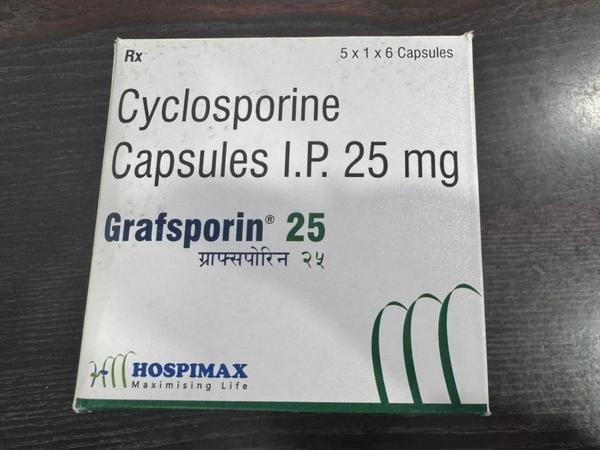 Rx
5 x 1 x 6 Capsules
Cyclosporine
Capsules I.P. 25 mg
Grafsporin® 25
ग्राफ्सपोरिन २५
HOSPIMAX
Maximising Life